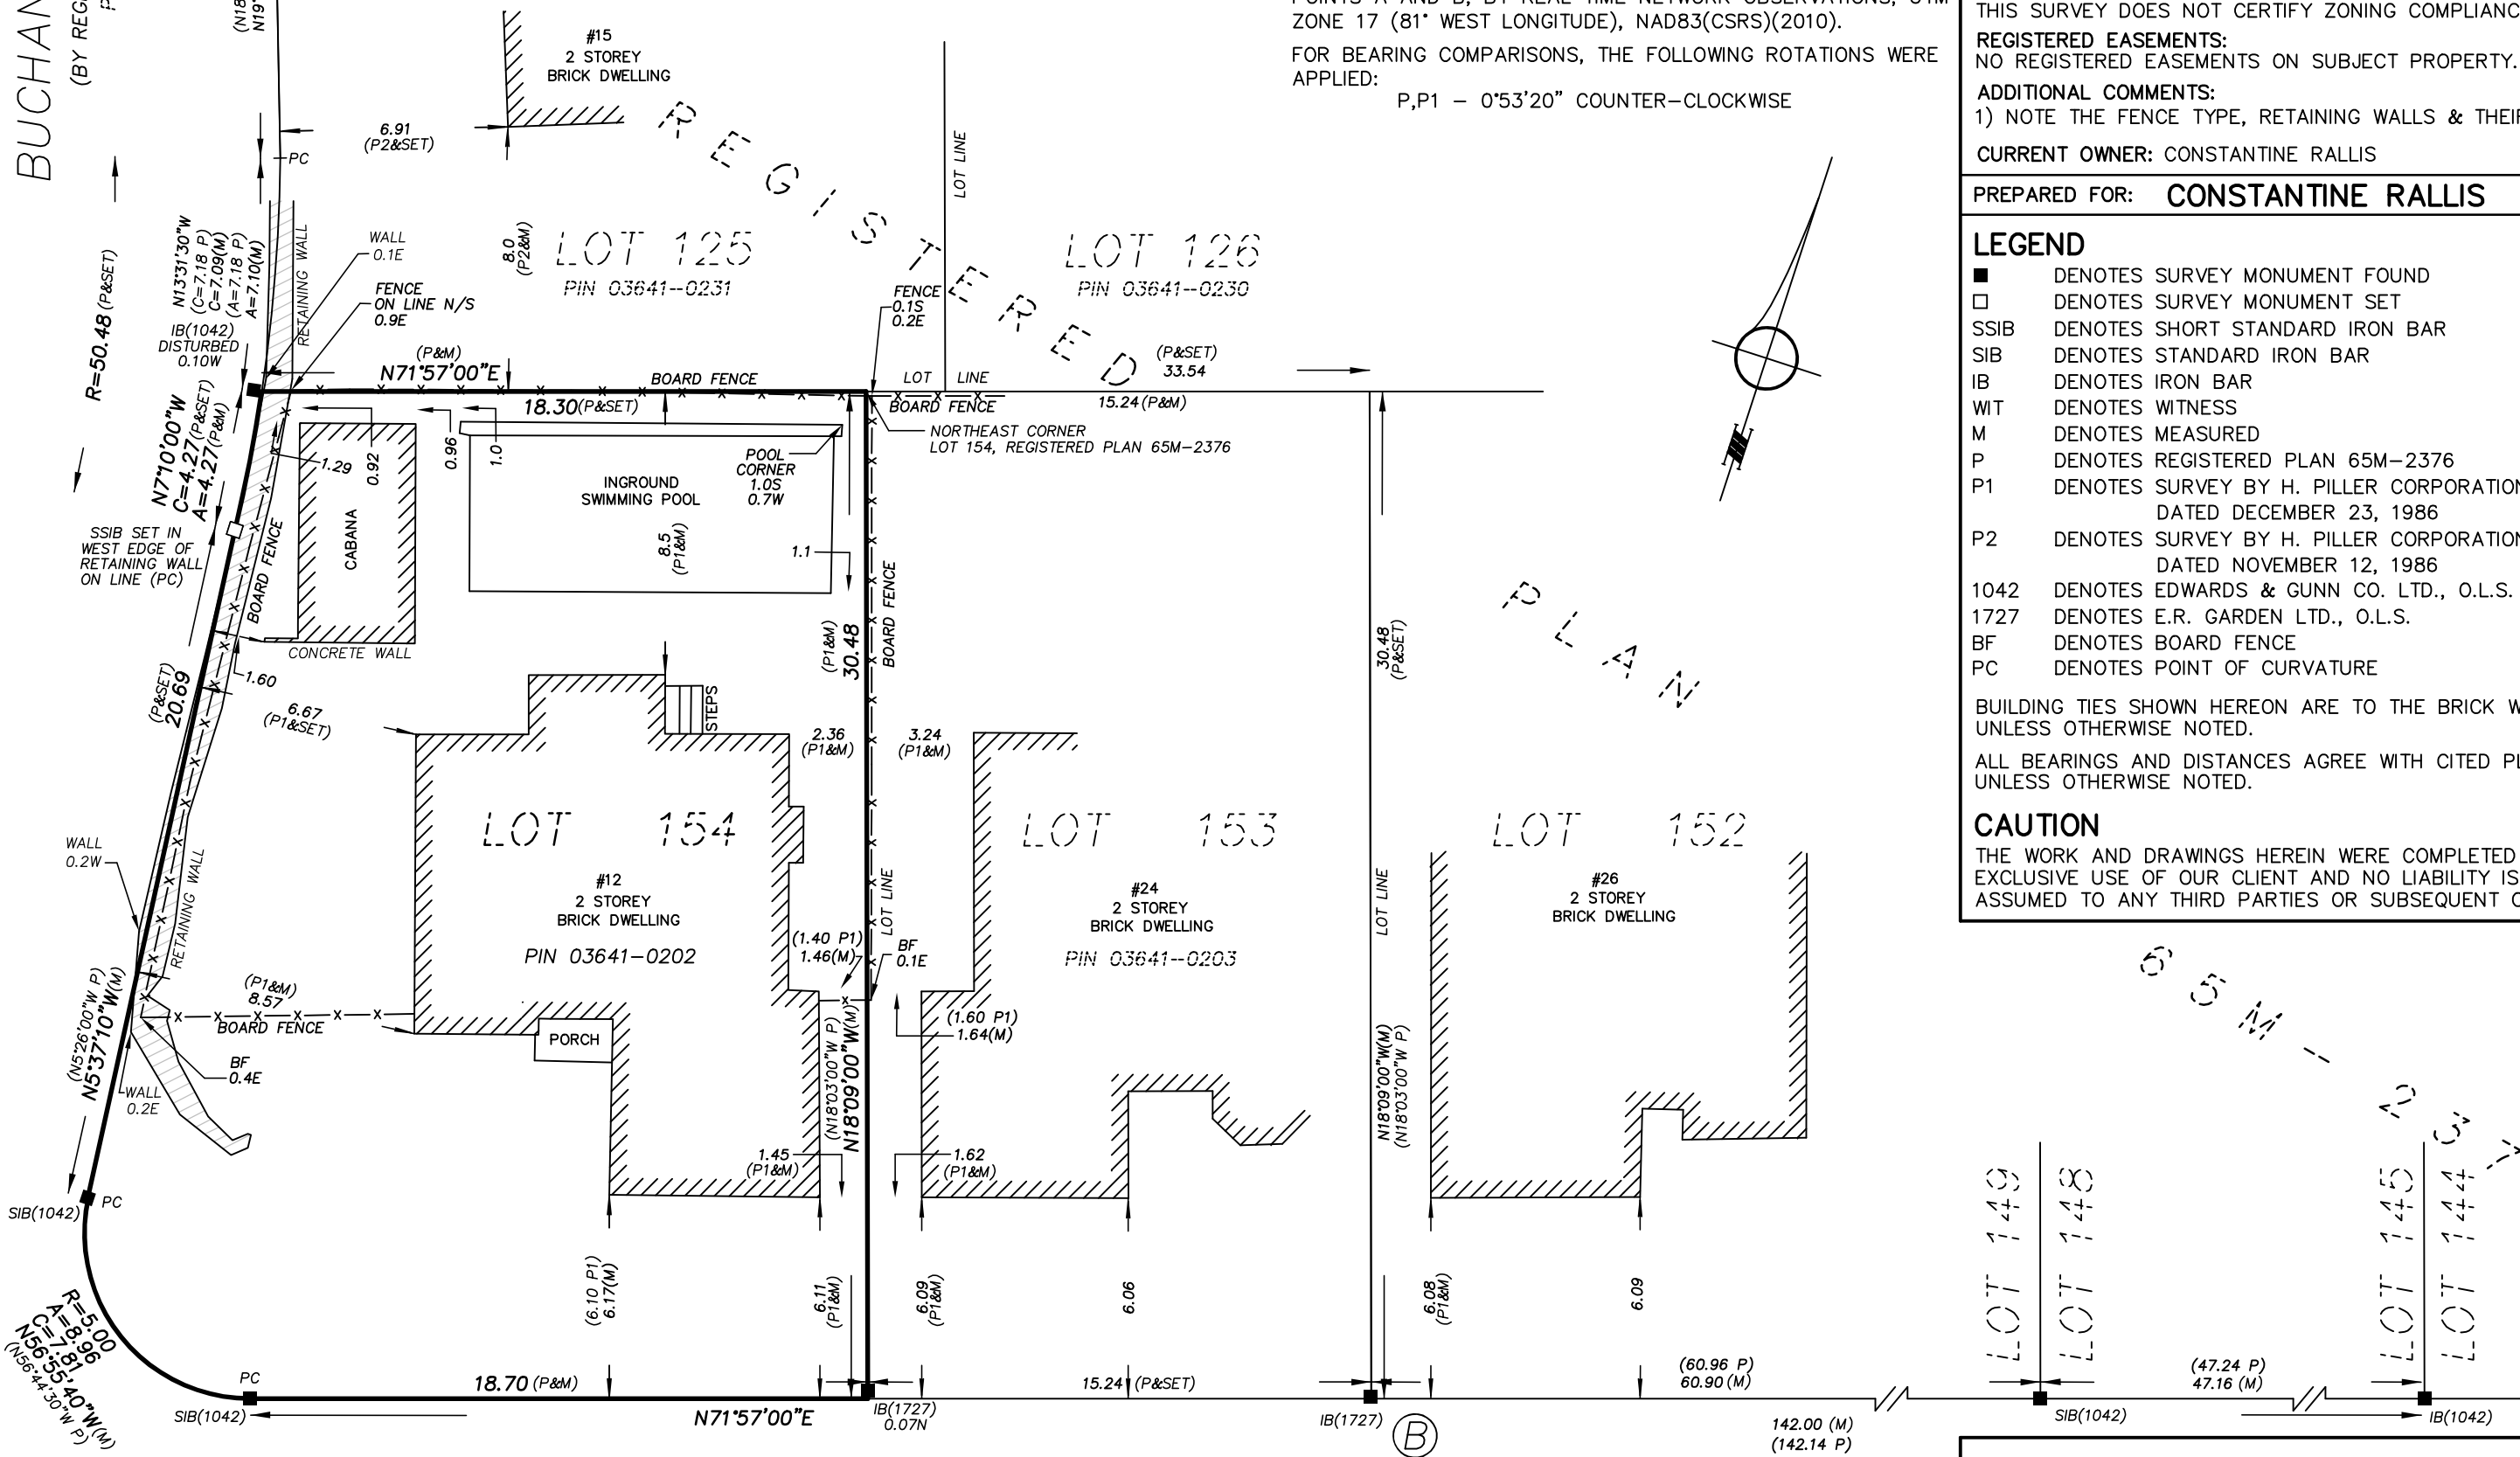 BUCHAN
(BY REG
#15
2 STOREY
BRICK DWELLING
6.91
(P2&SET)
PC
8.0
(P2&M)
LOT 125
PIN 03641--0231
LOT LINE
LOT 126
PIN 03641--0230
REGISTERED
PLAN
65M-237
ZONE 17 (81° WEST LONGITUDE), NAD83(CSRS)(2010).
FOR BEARING COMPARISONS, THE FOLLOWING ROTATIONS WERE
APPLIED:
P,P1 – 0°53'20" COUNTER–CLOCKWISE
R=50.48 (P&SET)
N13°31'30"W
(C=7.18 P)
C=7.09(M)
(A=7.18 P)
A=7.10(M)
IB(1042)
DISTURBED
0.10W
RETAINING WALL
WALL
0.1E
FENCE
ON LINE N/S
0.9E
FENCE
0.1S
0.2E
(P&M)
N71°57'00"E
BOARD FENCE
LOT LINE
(P&SET)
33.54
18.30(P&SET)
BOARD FENCE
15.24(P&M)
NORTHEAST CORNER
LOT 154, REGISTERED PLAN 65M-2376
N7°10'00"W
C=4.27(P&SET)
A=4.27(P&M)
1.29
0.92
0.96
1.0
POOL
CORNER
1.0S
0.7W
INGROUND
SWIMMING POOL
CABANA
8.5
(P1&M)
1.1
SSIB SET IN
WEST EDGE OF
RETAINING WALL
ON LINE (PC)
BOARD FENCE
BOARD FENCE
CONCRETE WALL
1.60
(P&SET)
20.69
6.67
(P1&SET)
STEPS
(P1&M)
30.48
30.48
(P&SET)
2.36
(P1&M)
3.24
(P1&M)
LOT 154
#12
2 STOREY
BRICK DWELLING
PIN 03641-0202
LOT 153
#24
2 STOREY
BRICK DWELLING
PIN 03641--0203
LOT 152
#26
2 STOREY
BRICK DWELLING
WALL
0.2W
RETAINING WALL
LOT LINE
LOT LINE
(1.40 P1)
1.46(M)
BF
0.1E
(P1&M)
8.57
BOARD FENCE
PORCH
(1.60 P1)
1.64(M)
(N5°26'00"W P)
N5°37'10"W(M)
BF
0.4E
WALL
0.2E
(N18°03'00"W P)
N18°09'00"W(M)
N18°09'00"W(M)
(N18°03'00"W P)
1.45
(P1&M)
1.62
(P1&M)
SIB(1042)
PC
(6.10 P1)
6.17(M)
6.11
(P1&M)
6.09
(P1&M)
6.06
6.08
(P1&M)
6.09
R=5.00
A=8.96
C=7.81
N56°55'40"W(M)
(N56°44'30"W P)
PC
SIB(1042)
18.70 (P&M)
N71°57'00"E
IB(1727)
0.07N
15.24 (P&SET)
IB(1727)
B
(60.96 P)
60.90 (M)
142.00 (M)
(142.14 P)
LOT 149
LOT 148
LOT 145
LOT 144
(47.24 P)
47.16 (M)
SIB(1042)
IB(1042)
THIS SURVEY DOES NOT CERTIFY ZONING COMPLIANC
REGISTERED EASEMENTS:
NO REGISTERED EASEMENTS ON SUBJECT PROPERTY.
ADDITIONAL COMMENTS:
1) NOTE THE FENCE TYPE, RETAINING WALLS & THEIR
CURRENT OWNER: CONSTANTINE RALLIS
PREPARED FOR: CONSTANTINE RALLIS
LEGEND
■ DENOTES SURVEY MONUMENT FOUND
□ DENOTES SURVEY MONUMENT SET
SSIB DENOTES SHORT STANDARD IRON BAR
SIB DENOTES STANDARD IRON BAR
IB DENOTES IRON BAR
WIT DENOTES WITNESS
M DENOTES MEASURED
P DENOTES REGISTERED PLAN 65M–2376
P1 DENOTES SURVEY BY H. PILLER CORPORATION
DATED DECEMBER 23, 1986
P2 DENOTES SURVEY BY H. PILLER CORPORATION
DATED NOVEMBER 12, 1986
1042 DENOTES EDWARDS & GUNN CO. LTD., O.L.S.
1727 DENOTES E.R. GARDEN LTD., O.L.S.
BF DENOTES BOARD FENCE
PC DENOTES POINT OF CURVATURE
BUILDING TIES SHOWN HEREON ARE TO THE BRICK W
UNLESS OTHERWISE NOTED.
ALL BEARINGS AND DISTANCES AGREE WITH CITED PL
UNLESS OTHERWISE NOTED.
CAUTION
THE WORK AND DRAWINGS HEREIN WERE COMPLETED
EXCLUSIVE USE OF OUR CLIENT AND NO LIABILITY IS
ASSUMED TO ANY THIRD PARTIES OR SUBSEQUENT O